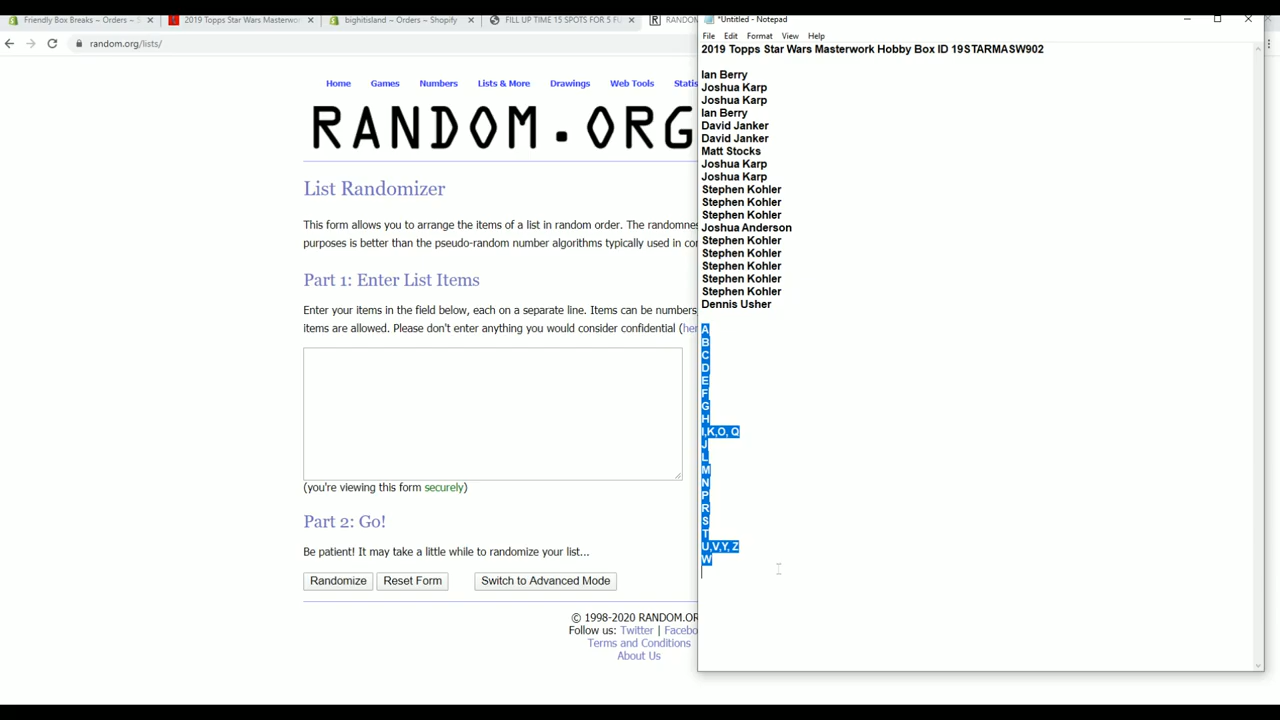 Friendly Box Breaks ~ Orders ~ S
2019 Topps Star Wars Masterwor
bighitisland ~ Orders ~ Shopify
FILL UP TIME 15 SPOTS FOR 5 FU
RANDO
random.org/lists/
Home Games Numbers Lists & More Drawings Web Tools Statis
RANDOM.ORG
List Randomizer
This form allows you to arrange the items of a list in random order. The randomnes
purposes is better than the pseudo-random number algorithms typically used in co
Part 1: Enter List Items
Enter your items in the field below, each on a separate line. Items can be numbers,
items are allowed. Please don't enter anything you would consider confidential (her
(you're viewing this form securely)
Part 2: Go!
Be patient! It may take a little while to randomize your list...
Randomize Reset Form Switch to Advanced Mode
© 1998-2020 RANDOM.OR
Follow us: Twitter | Facebo
Terms and Conditions
About Us
*Untitled - Notepad
File Edit Format View Help
2019 Topps Star Wars Masterwork Hobby Box ID 19STARMASW902
Ian Berry
Joshua Karp
Joshua Karp
Ian Berry
David Janker
David Janker
Matt Stocks
Joshua Karp
Joshua Karp
Stephen Kohler
Stephen Kohler
Stephen Kohler
Joshua Anderson
Stephen Kohler
Stephen Kohler
Stephen Kohler
Stephen Kohler
Stephen Kohler
Dennis Usher
A
B
C
D
E
F
G
H
I,K,O, Q
J
L
M
N
P
R
S
T
U,V,Y, Z
W